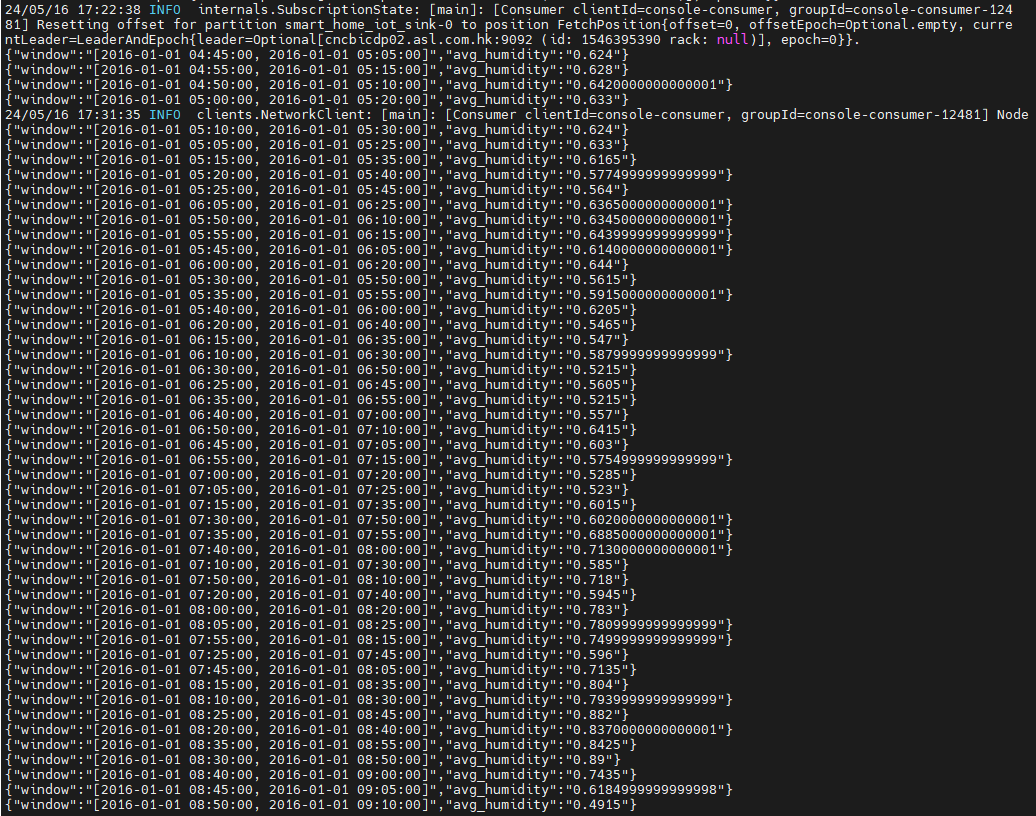 24/05/16 17:22:38 INFO  internals.SubscriptionState: [main]: [Consumer clientId=console-consumer, groupId=console-consumer-124
81] Resetting offset for partition smart_home_iot_sink-0 to position FetchPosition{offset=0, offsetEpoch=Optional.empty, curre
ntLeader=LeaderAndEpoch{leader=Optional[cncbicdp02.asl.com.hk:9092 (id: 1546395390 rack: null)], epoch=0}}.
{"window":"[2016-01-01 04:45:00, 2016-01-01 05:05:00]","avg_humidity":"0.624"}
{"window":"[2016-01-01 04:55:00, 2016-01-01 05:15:00]","avg_humidity":"0.628"}
{"window":"[2016-01-01 04:50:00, 2016-01-01 05:10:00]","avg_humidity":"0.6420000000000001"}
{"window":"[2016-01-01 05:00:00, 2016-01-01 05:20:00]","avg_humidity":"0.633"}
24/05/16 17:31:35 INFO  clients.NetworkClient: [main]: [Consumer clientId=console-consumer, groupId=console-consumer-12481] Node
{"window":"[2016-01-01 05:10:00, 2016-01-01 05:30:00]","avg_humidity":"0.624"}
{"window":"[2016-01-01 05:05:00, 2016-01-01 05:25:00]","avg_humidity":"0.633"}
{"window":"[2016-01-01 05:15:00, 2016-01-01 05:35:00]","avg_humidity":"0.6165"}
{"window":"[2016-01-01 05:20:00, 2016-01-01 05:40:00]","avg_humidity":"0.5774999999999999"}
{"window":"[2016-01-01 05:25:00, 2016-01-01 05:45:00]","avg_humidity":"0.564"}
{"window":"[2016-01-01 06:05:00, 2016-01-01 06:25:00]","avg_humidity":"0.6365000000000001"}
{"window":"[2016-01-01 05:50:00, 2016-01-01 06:10:00]","avg_humidity":"0.6345000000000001"}
{"window":"[2016-01-01 05:55:00, 2016-01-01 06:15:00]","avg_humidity":"0.6439999999999999"}
{"window":"[2016-01-01 05:45:00, 2016-01-01 06:05:00]","avg_humidity":"0.6140000000000001"}
{"window":"[2016-01-01 06:00:00, 2016-01-01 06:20:00]","avg_humidity":"0.644"}
{"window":"[2016-01-01 05:30:00, 2016-01-01 05:50:00]","avg_humidity":"0.5615"}
{"window":"[2016-01-01 05:35:00, 2016-01-01 05:55:00]","avg_humidity":"0.5915000000000001"}
{"window":"[2016-01-01 05:40:00, 2016-01-01 06:00:00]","avg_humidity":"0.6205"}
{"window":"[2016-01-01 06:20:00, 2016-01-01 06:40:00]","avg_humidity":"0.5465"}
{"window":"[2016-01-01 06:15:00, 2016-01-01 06:35:00]","avg_humidity":"0.547"}
{"window":"[2016-01-01 06:10:00, 2016-01-01 06:30:00]","avg_humidity":"0.5879999999999999"}
{"window":"[2016-01-01 06:30:00, 2016-01-01 06:50:00]","avg_humidity":"0.5215"}
{"window":"[2016-01-01 06:25:00, 2016-01-01 06:45:00]","avg_humidity":"0.5605"}
{"window":"[2016-01-01 06:35:00, 2016-01-01 06:55:00]","avg_humidity":"0.5215"}
{"window":"[2016-01-01 06:40:00, 2016-01-01 07:00:00]","avg_humidity":"0.557"}
{"window":"[2016-01-01 06:50:00, 2016-01-01 07:10:00]","avg_humidity":"0.6415"}
{"window":"[2016-01-01 06:45:00, 2016-01-01 07:05:00]","avg_humidity":"0.603"}
{"window":"[2016-01-01 06:55:00, 2016-01-01 07:15:00]","avg_humidity":"0.5754999999999999"}
{"window":"[2016-01-01 07:00:00, 2016-01-01 07:20:00]","avg_humidity":"0.5285"}
{"window":"[2016-01-01 07:05:00, 2016-01-01 07:25:00]","avg_humidity":"0.523"}
{"window":"[2016-01-01 07:15:00, 2016-01-01 07:35:00]","avg_humidity":"0.6015"}
{"window":"[2016-01-01 07:30:00, 2016-01-01 07:50:00]","avg_humidity":"0.6020000000000001"}
{"window":"[2016-01-01 07:35:00, 2016-01-01 07:55:00]","avg_humidity":"0.6885000000000001"}
{"window":"[2016-01-01 07:40:00, 2016-01-01 08:00:00]","avg_humidity":"0.7130000000000001"}
{"window":"[2016-01-01 07:10:00, 2016-01-01 07:30:00]","avg_humidity":"0.585"}
{"window":"[2016-01-01 07:50:00, 2016-01-01 08:10:00]","avg_humidity":"0.718"}
{"window":"[2016-01-01 07:20:00, 2016-01-01 07:40:00]","avg_humidity":"0.5945"}
{"window":"[2016-01-01 08:00:00, 2016-01-01 08:20:00]","avg_humidity":"0.783"}
{"window":"[2016-01-01 08:05:00, 2016-01-01 08:25:00]","avg_humidity":"0.7809999999999999"}
{"window":"[2016-01-01 07:55:00, 2016-01-01 08:15:00]","avg_humidity":"0.7499999999999999"}
{"window":"[2016-01-01 07:25:00, 2016-01-01 07:45:00]","avg_humidity":"0.596"}
{"window":"[2016-01-01 07:45:00, 2016-01-01 08:05:00]","avg_humidity":"0.7135"}
{"window":"[2016-01-01 08:15:00, 2016-01-01 08:35:00]","avg_humidity":"0.804"}
{"window":"[2016-01-01 08:10:00, 2016-01-01 08:30:00]","avg_humidity":"0.7939999999999999"}
{"window":"[2016-01-01 08:25:00, 2016-01-01 08:45:00]","avg_humidity":"0.882"}
{"window":"[2016-01-01 08:20:00, 2016-01-01 08:40:00]","avg_humidity":"0.8370000000000001"}
{"window":"[2016-01-01 08:35:00, 2016-01-01 08:55:00]","avg_humidity":"0.8425"}
{"window":"[2016-01-01 08:30:00, 2016-01-01 08:50:00]","avg_humidity":"0.89"}
{"window":"[2016-01-01 08:40:00, 2016-01-01 09:00:00]","avg_humidity":"0.7435"}
{"window":"[2016-01-01 08:45:00, 2016-01-01 09:05:00]","avg_humidity":"0.6184999999999998"}
{"window":"[2016-01-01 08:50:00, 2016-01-01 09:10:00]","avg_humidity":"0.4915"}